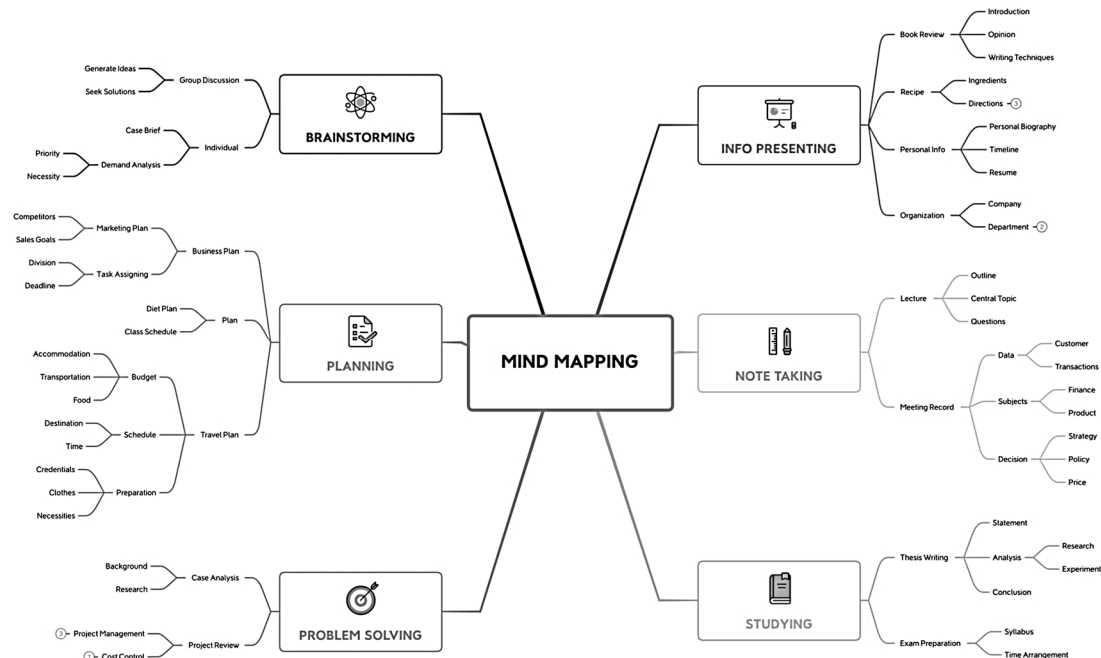 MIND MAPPING
BRAINSTORMING
Group Discussion
Generate Ideas
Seek Solutions
Individual
Case Brief
Demand Analysis
Priority
Necessity
PLANNING
Business Plan
Marketing Plan
Competitors
Sales Goals
Task Assigning
Division
Deadline
Plan
Diet Plan
Class Schedule
Travel Plan
Budget
Accommodation
Transportation
Food
Schedule
Destination
Time
Preparation
Credentials
Clothes
Necessities
PROBLEM SOLVING
Case Analysis
Background
Research
Project Review
Project Management
3
Cost Control
1
INFO PRESENTING
Book Review
Introduction
Opinion
Writing Techniques
Recipe
Ingredients
Directions
3
Personal Info
Personal Biography
Timeline
Resume
Organization
Company
Department
2
NOTE TAKING
Lecture
Outline
Central Topic
Questions
Meeting Record
Data
Customer
Transactions
Subjects
Finance
Product
Decision
Strategy
Policy
Price
STUDYING
Thesis Writing
Statement
Analysis
Research
Experiment
Conclusion
Exam Preparation
Syllabus
Time Arrangement